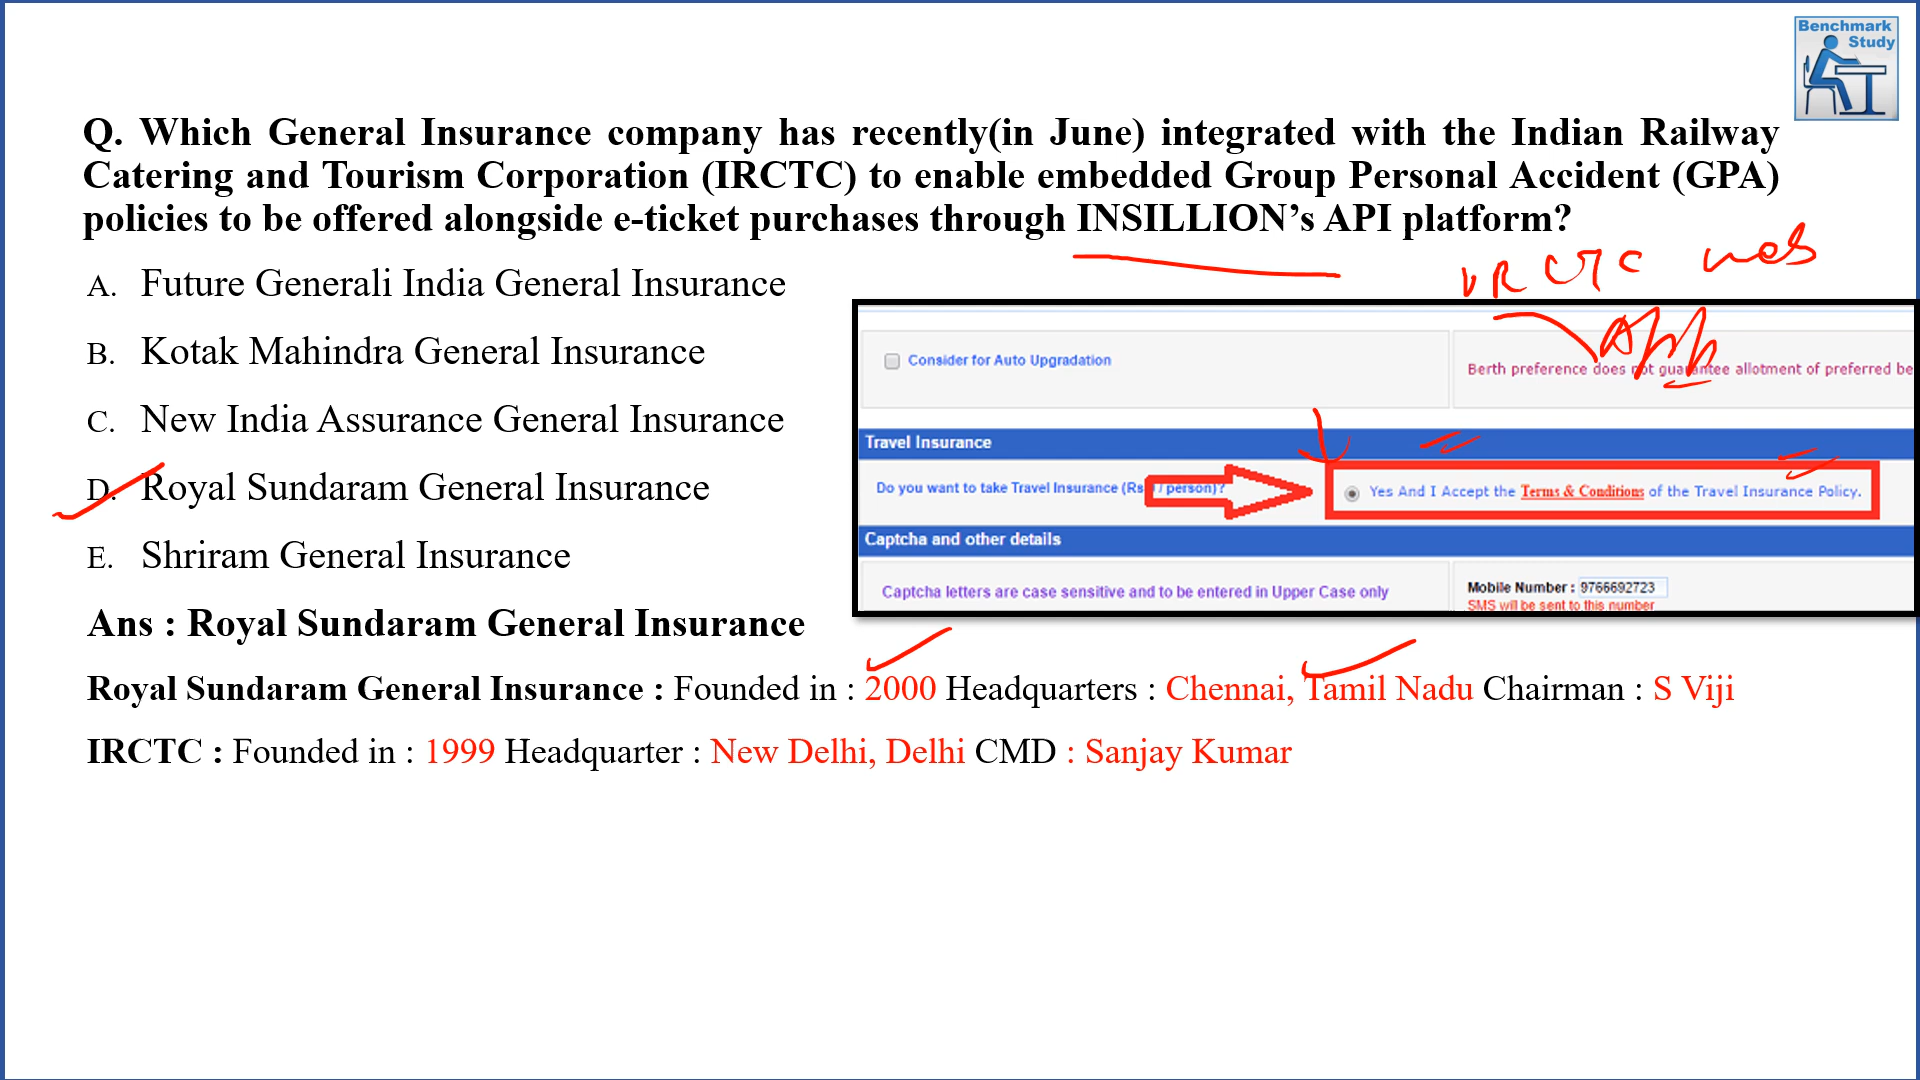 Benchmark
Study
Q. Which General Insurance company has recently(in June) integrated with the Indian Railway
Catering and Tourism Corporation (IRCTC) to enable embedded Group Personal Accident (GPA)
policies to be offered alongside e-ticket purchases through INSILLION’s API platform?
IRCTC web
App
A. Future Generali India General Insurance
B. Kotak Mahindra General Insurance
C. New India Assurance General Insurance
D. Royal Sundaram General Insurance
E. Shriram General Insurance
Consider for Auto Upgradation
Berth preference does not guarantee allotment of preferred be
Travel Insurance
Do you want to take Travel Insurance (Rs / person)?
Yes And I Accept the Terms & Conditions of the Travel Insurance Policy.
Captcha and other details
Captcha letters are case sensitive and to be entered in Upper Case only
Mobile Number : 9766692723
SMS will be sent to this number
Ans : Royal Sundaram General Insurance
Royal Sundaram General Insurance : Founded in : 2000 Headquarters : Chennai, Tamil Nadu Chairman : S Viji
IRCTC : Founded in : 1999 Headquarter : New Delhi, Delhi CMD : Sanjay Kumar